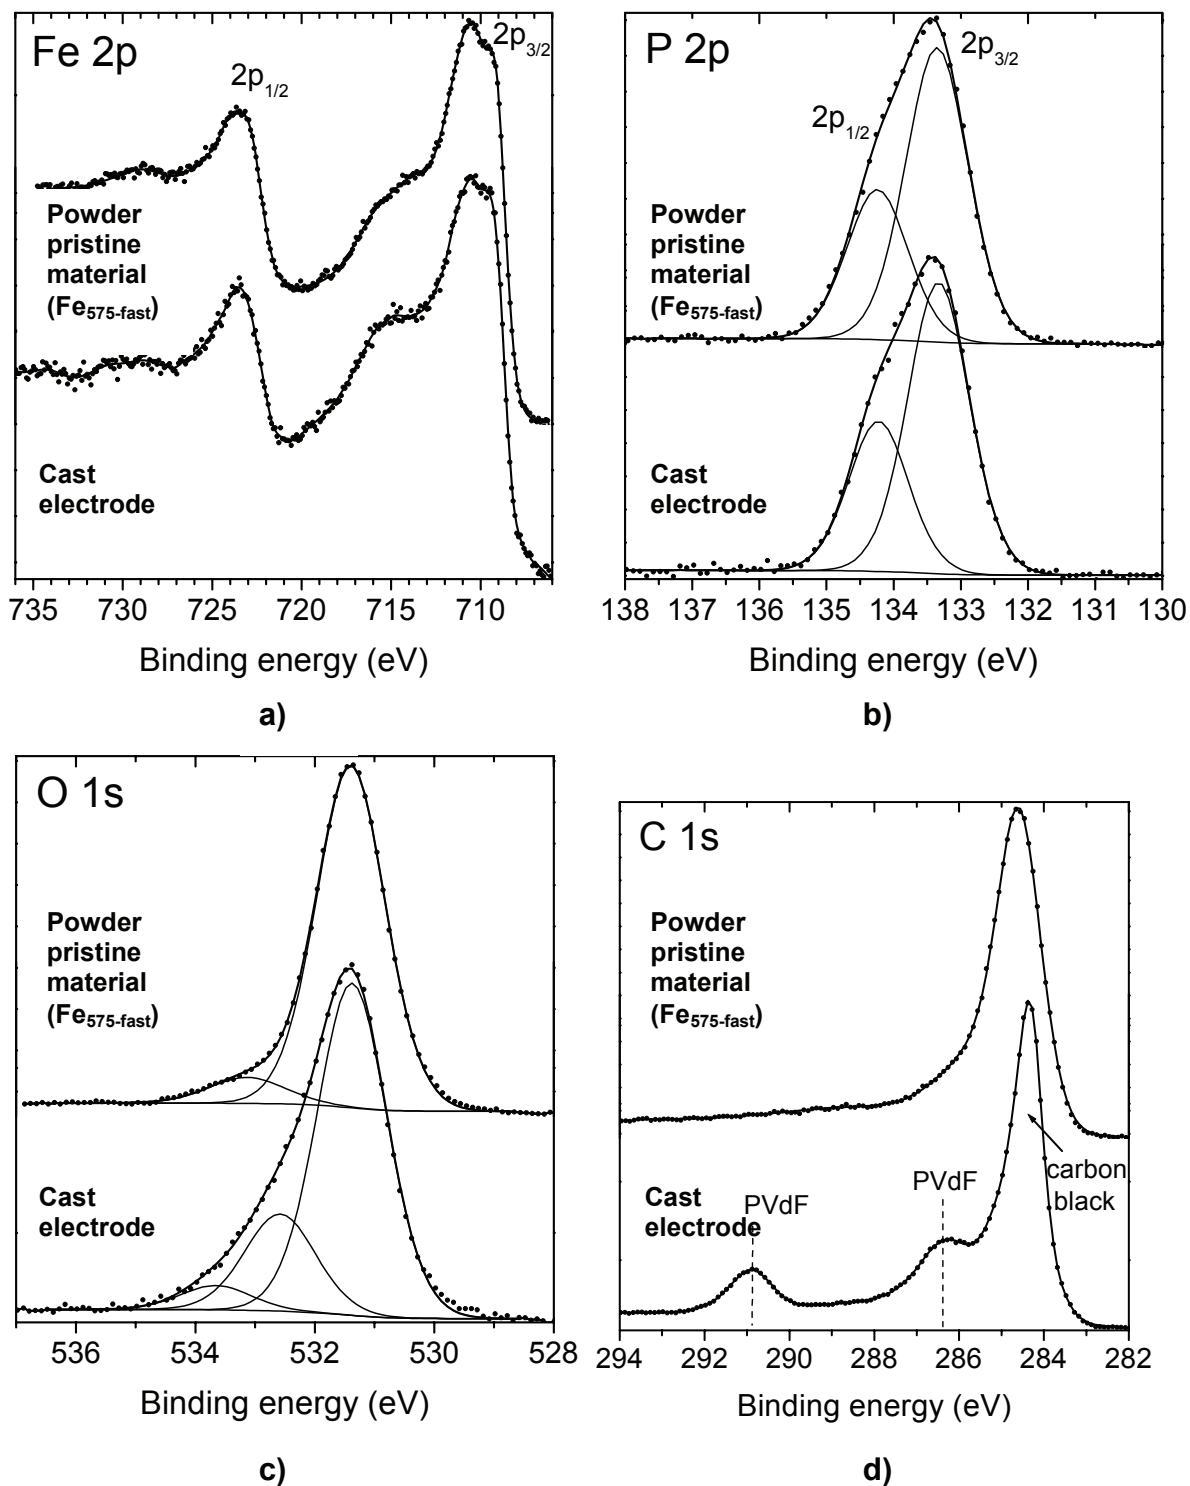 Fe 2p
2p1/2
2p3/2
Powder
pristine
material
(Fe575-fast)
Cast
electrode
735 730 725 720 715 710
Binding energy (eV)
a)
P 2p
2p3/2
2p1/2
Powder
pristine
material
(Fe575-fast)
Cast
electrode
138 137 136 135 134 133 132 131 130
Binding energy (eV)
b)
O 1s
Powder
pristine
material
(Fe575-fast)
Cast
electrode
536 534 532 530 528
Binding energy (eV)
c)
C 1s
Powder
pristine
material
(Fe575-fast)
carbon
black
PVdF
Cast
electrode
PVdF
294 292 290 288 286 284 282
Binding energy (eV)
d)